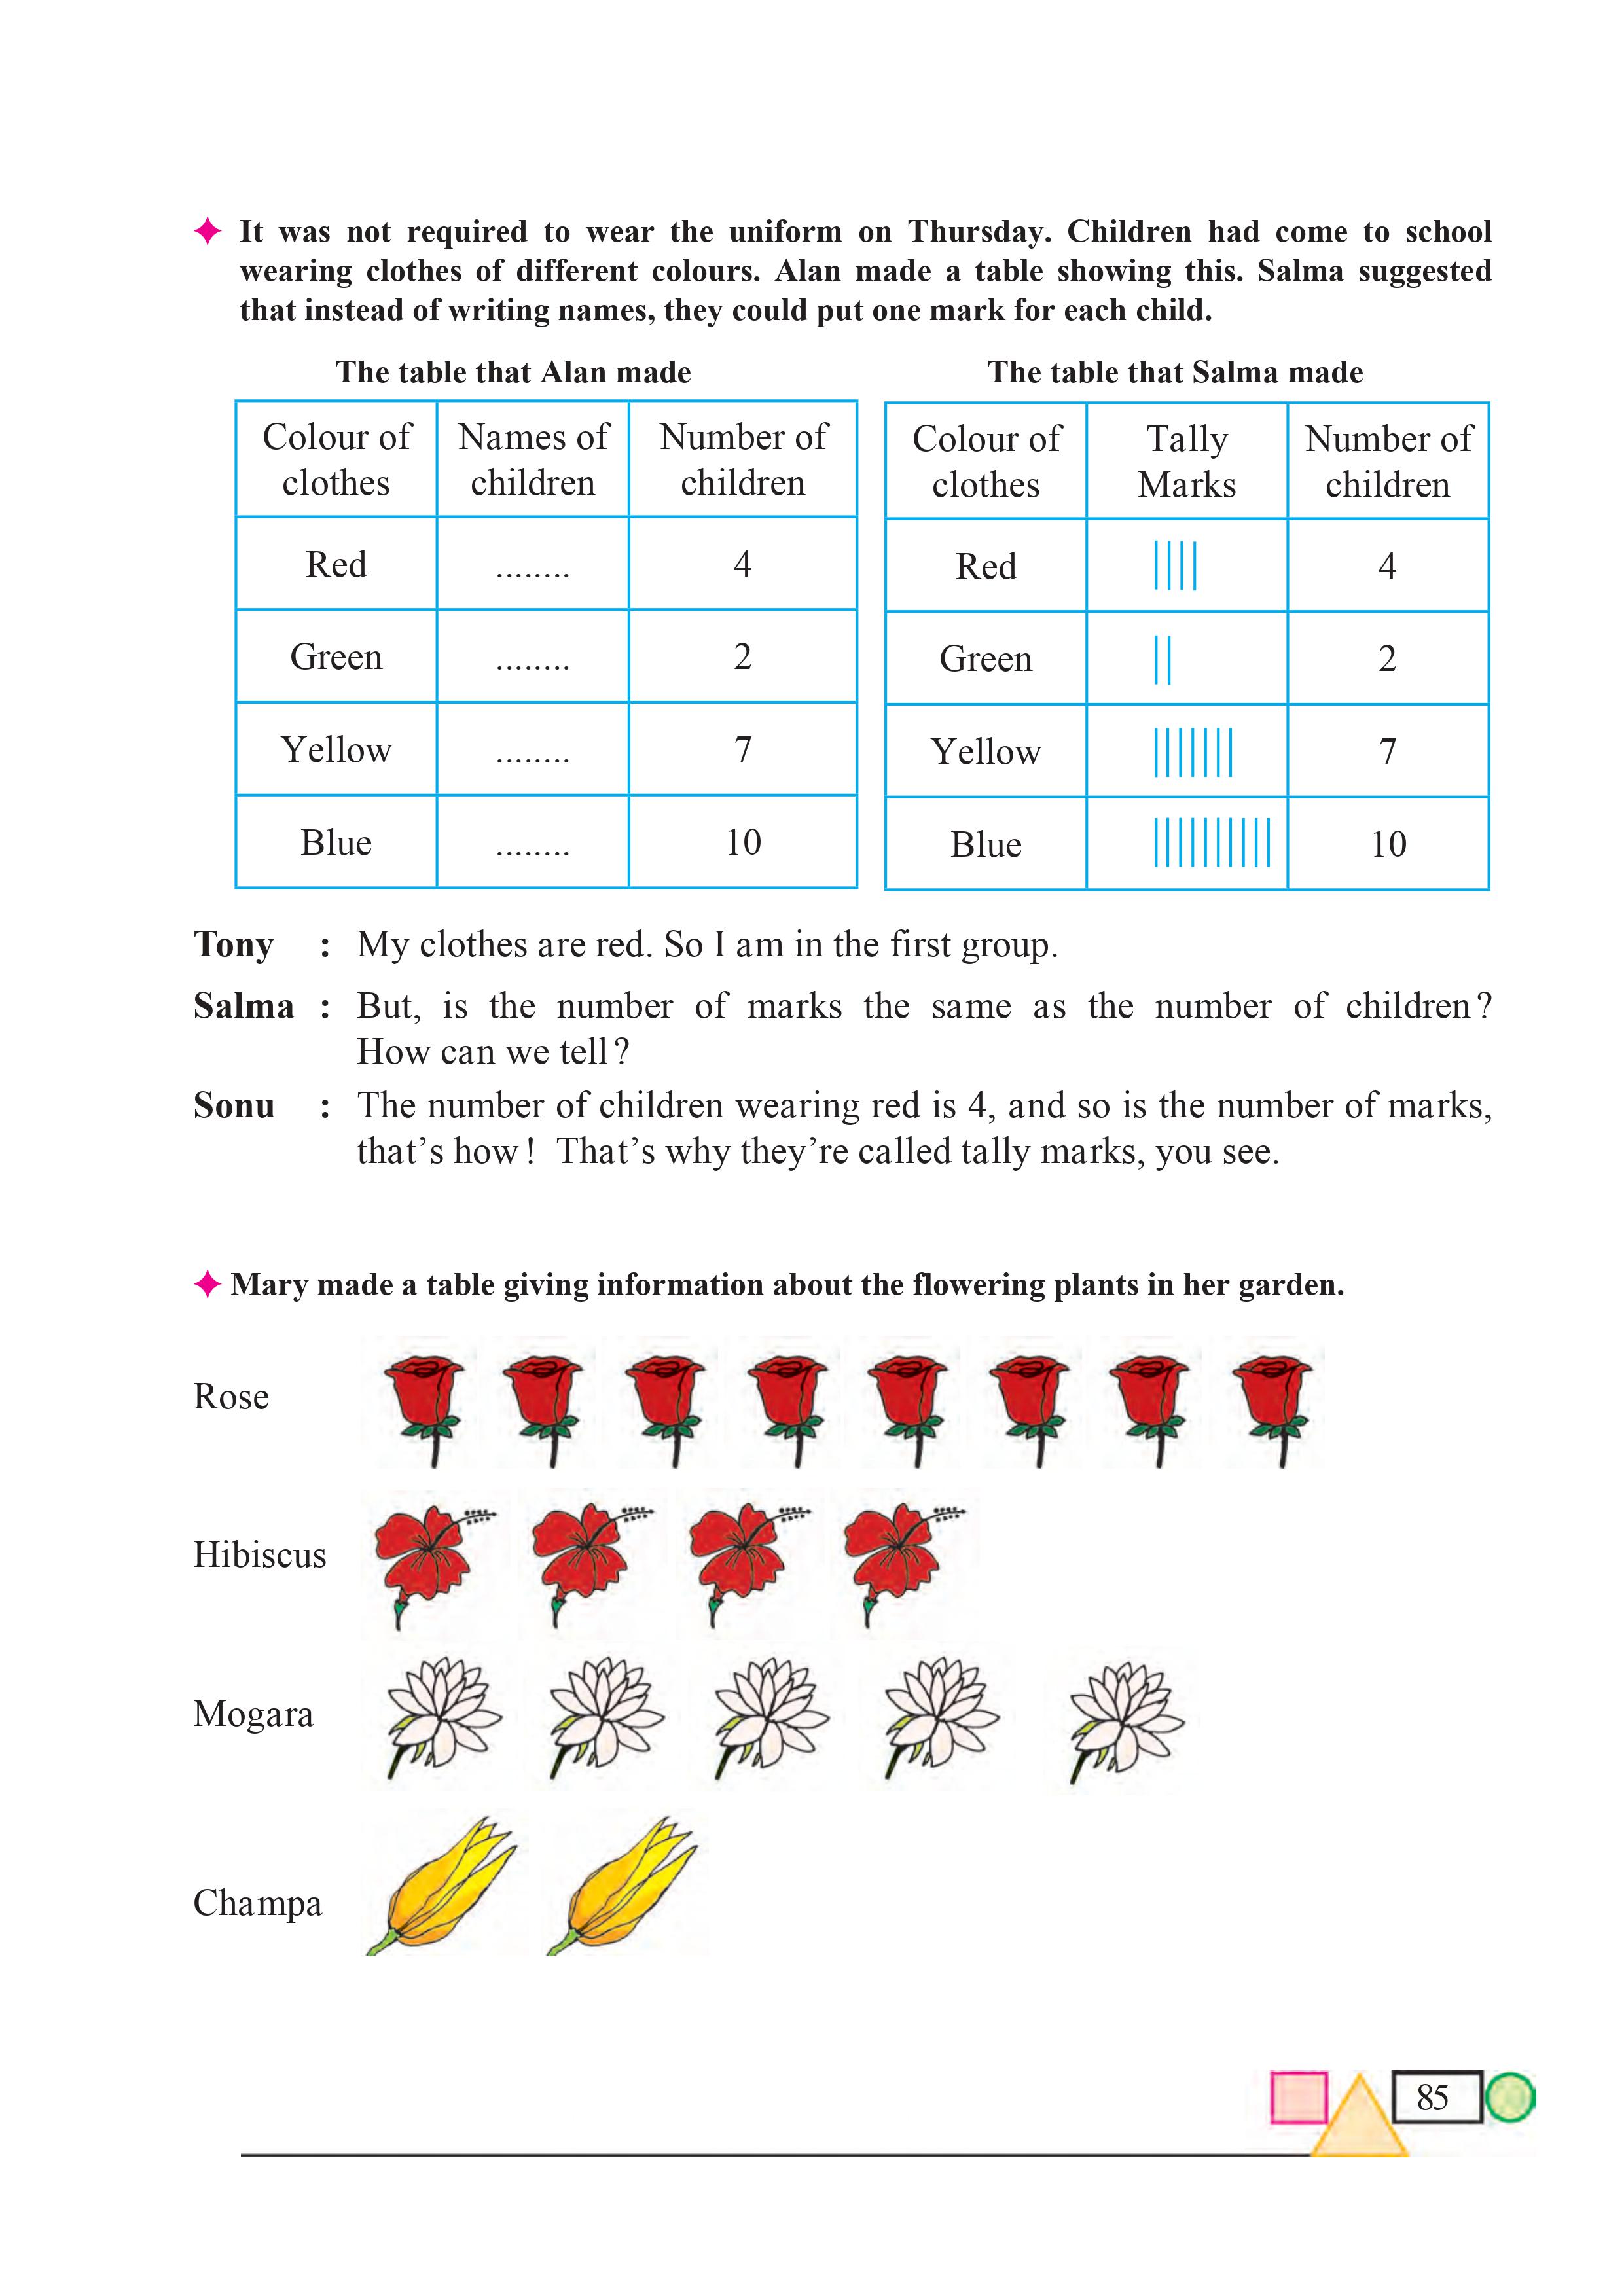 It was not required to wear the uniform on Thursday. Children had come to school
wearing clothes of different colours. Alan made a table showing this. Salma suggested
that instead of writing names, they could put one mark for each child.
The table that Alan made
Colour of clothes Names of children Number of children
Red ........ 4
Green ........ 2
Yellow ........ 7
Blue ........ 10
The table that Salma made
Colour of clothes Tally Marks Number of children
Red |||| 4
Green || 2
Yellow ||||||| 7
Blue |||||||||| 10
Tony : My clothes are red. So I am in the first group.
Salma : But, is the number of marks the same as the number of children?
How can we tell?
Sonu : The number of children wearing red is 4, and so is the number of marks,
that's how! That's why they're called tally marks, you see.
Mary made a table giving information about the flowering plants in her garden.
Rose
Hibiscus
Mogara
Champa
85